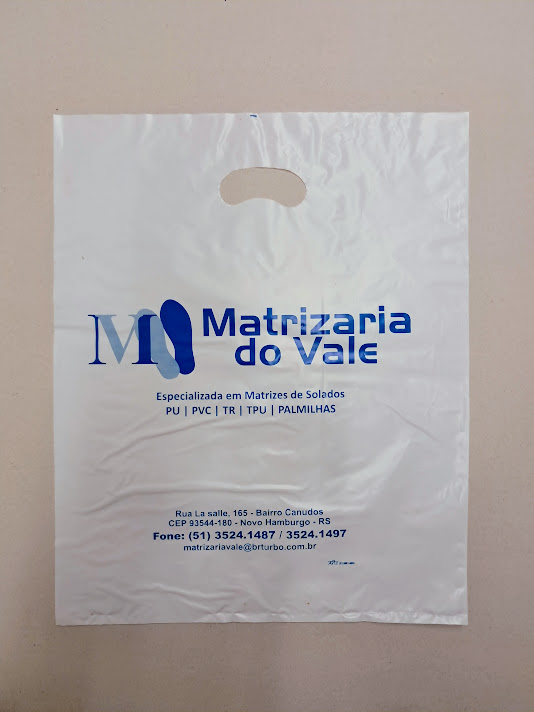 M
Matrizaria
do Vale
Especializada em Matrizes de Solados
PU | PVC | TR | TPU | PALMILHAS
Rua La salle, 165 - Bairro Canudos
CEP 93544-180 - Novo Hamburgo - RS
Fone: (51) 3524.1487 / 3524.1497
matrizariavale@brturbo.com.br